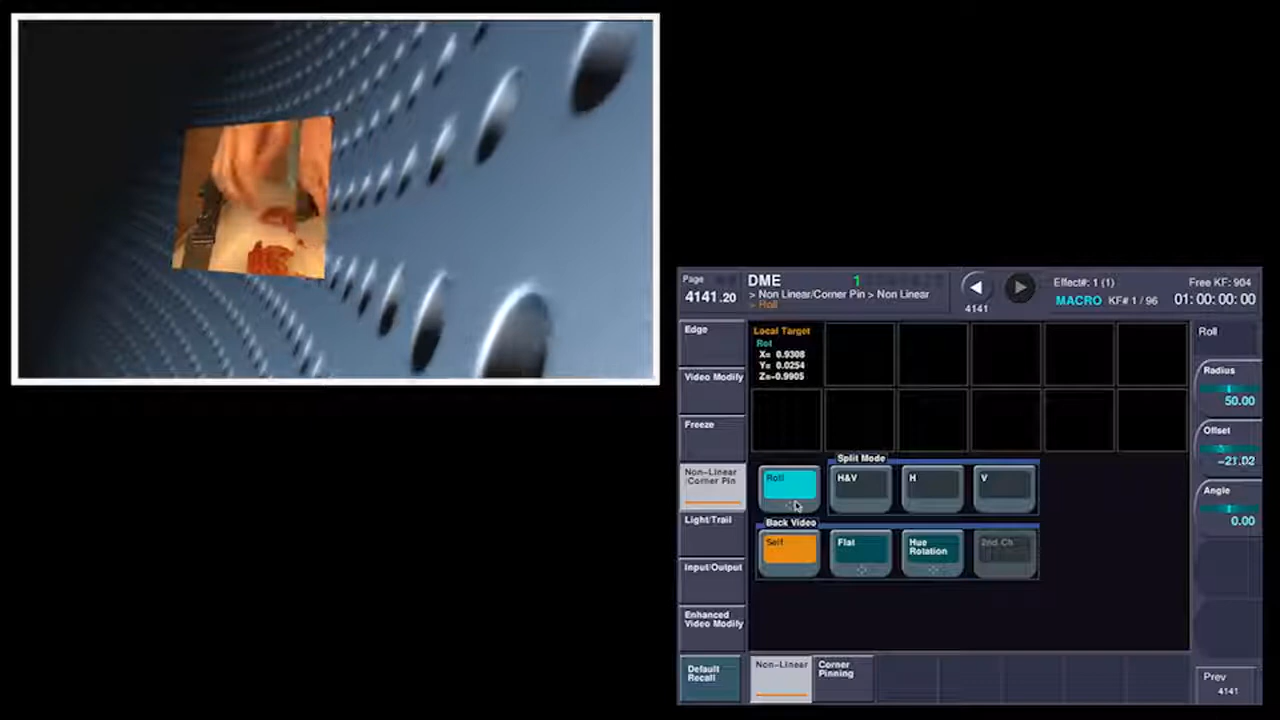 Page
4141.20
DME
1
> Non Linear/Corner Pin > Non Linear
> Roll
4141
Effect#: 1 (1)
MACRO KF# 1 / 96
Free KF: 904
01: 00: 00: 00
Edge
Video Modify
Freeze
Non-Linear
/Corner Pin
Light/Trail
Input/Output
Enhanced
Video Modify
Default
Recall
Local Target
Rot
X= 0.9308
Y= 0.0254
Z=-0.9905
Split Mode
Roll
H&V
H
V
Back Video
Self
Flat
Hue
Rotation
2nd Ch
Non-Linear
Corner
Pinning
Roll
Radius
50.00
Offset
-21.02
Angle
0.00
Prev
4141